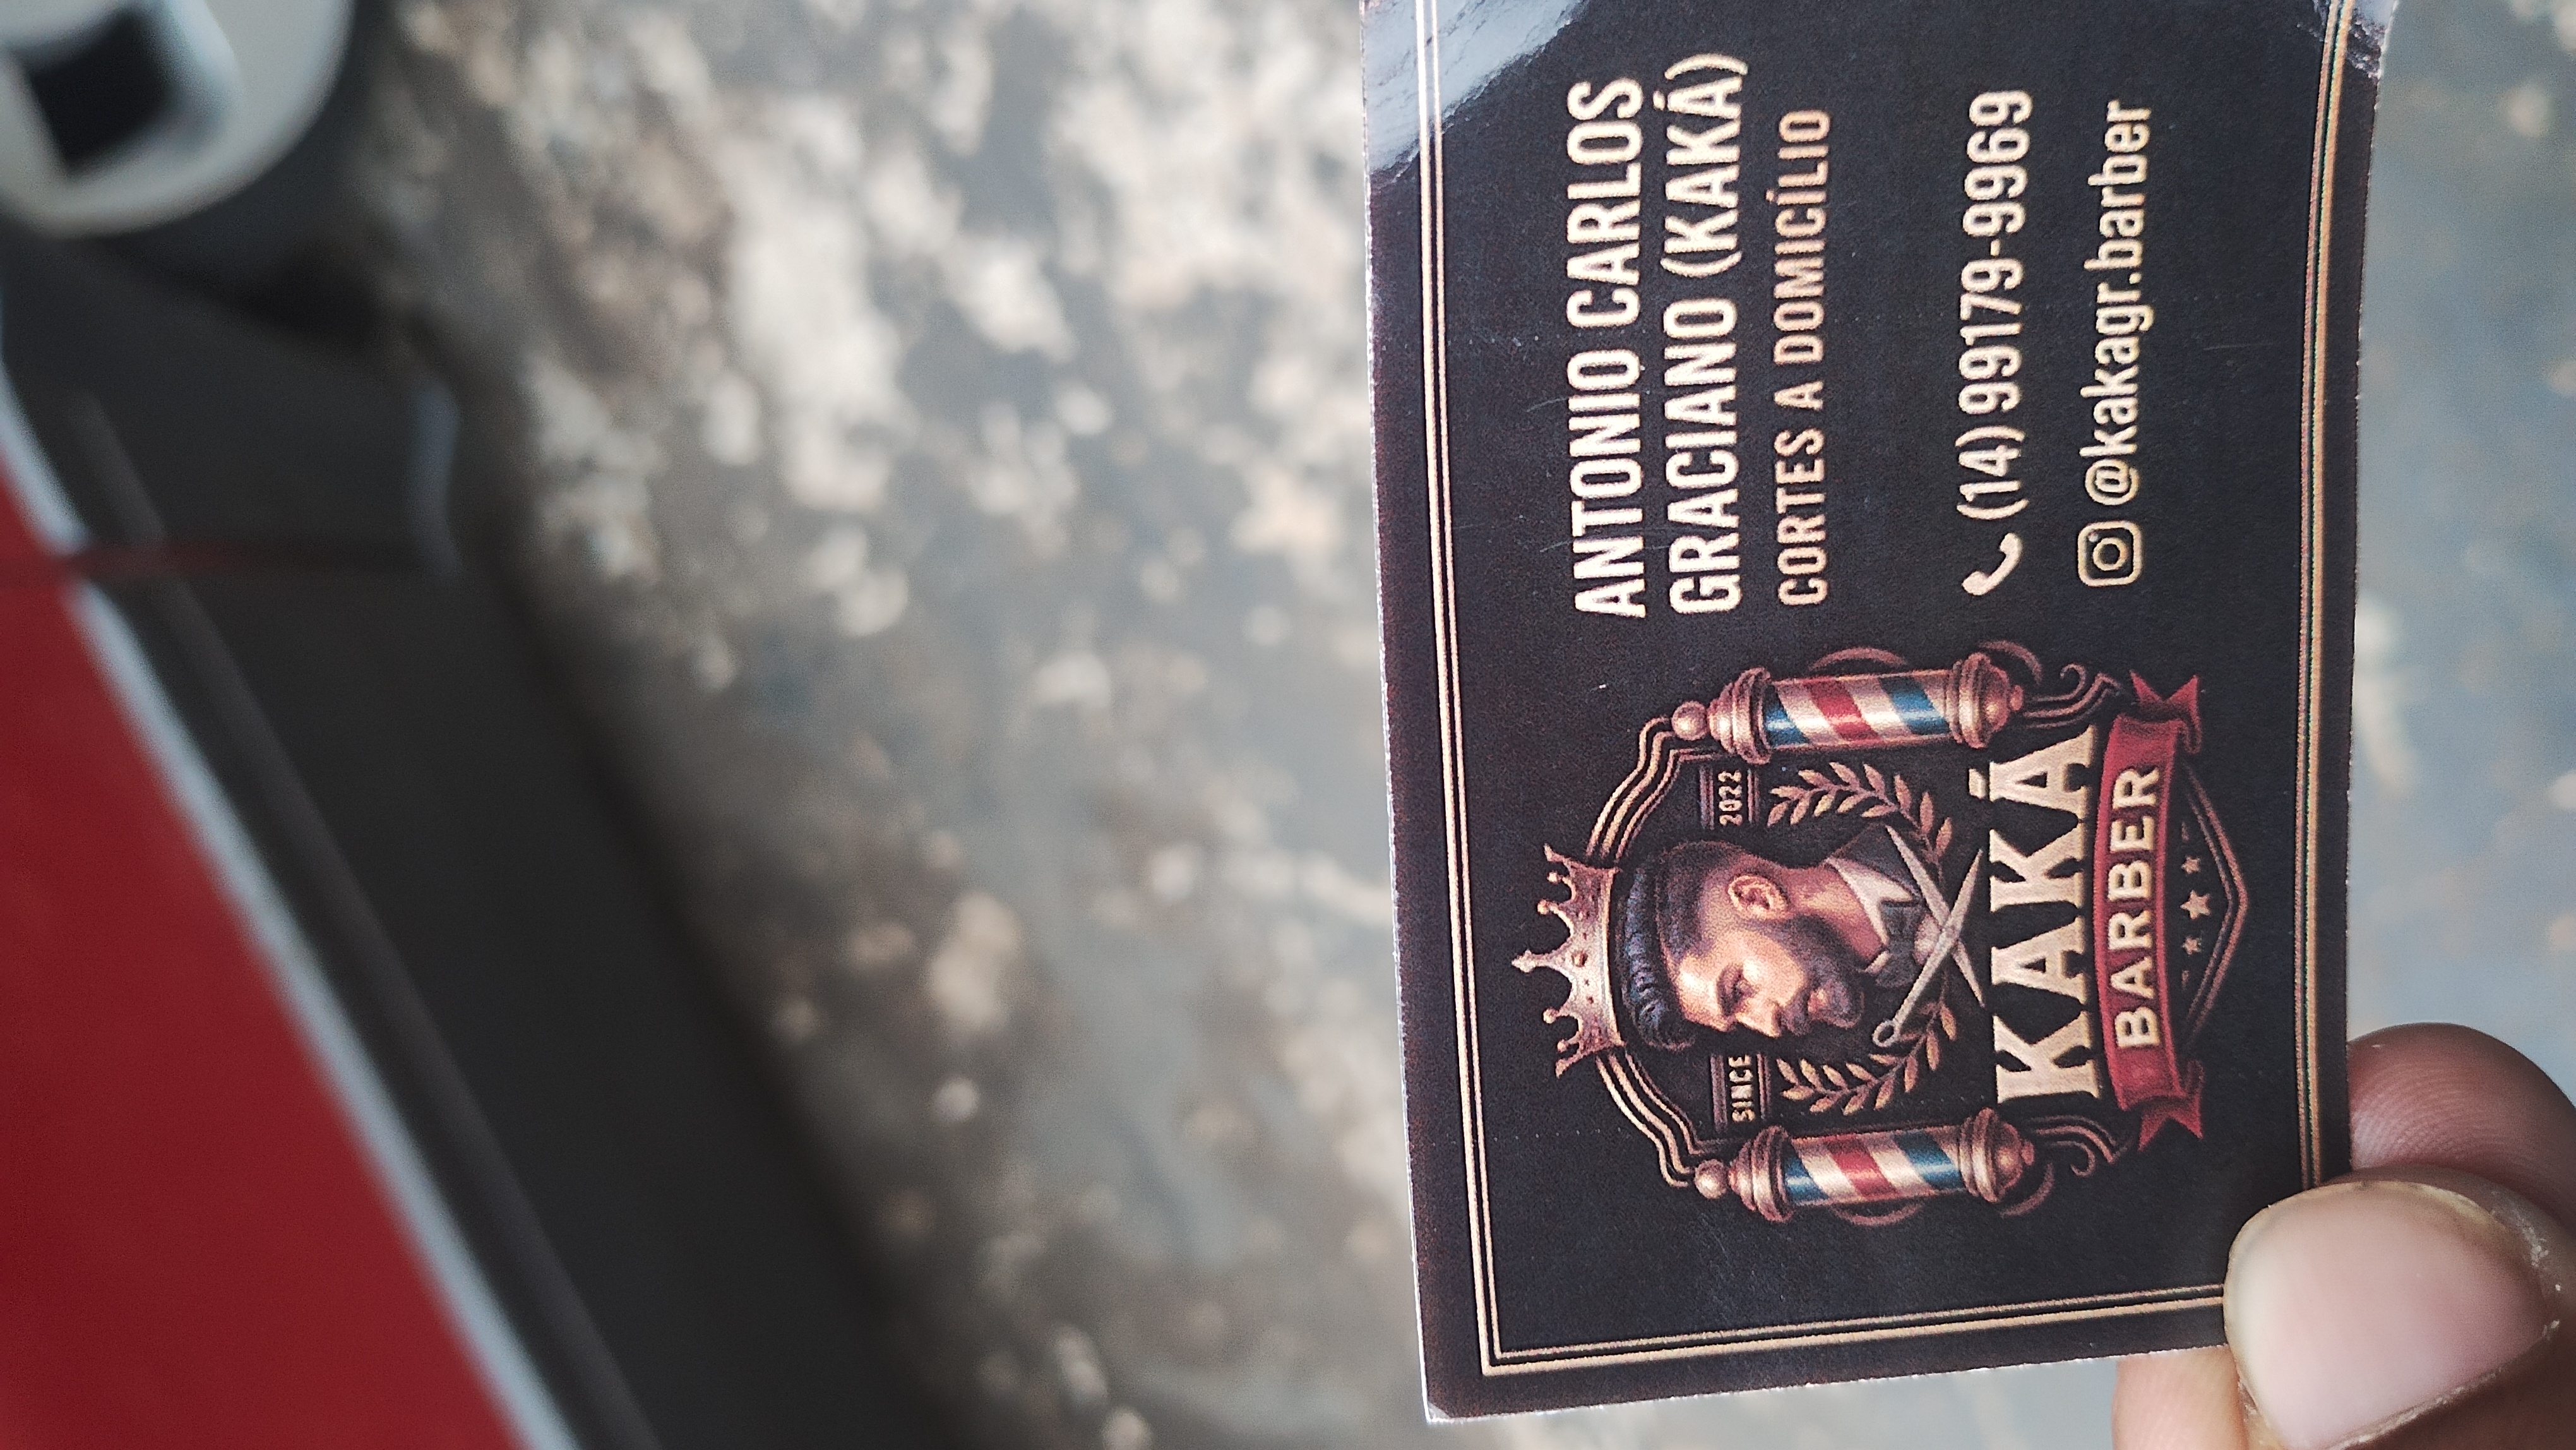 SINCE 2022
KAKÁ
BARBER
ANTONIO CARLOS
GRACIANO (KAKÁ)
CORTES A DOMICÍLIO
(14) 99179-9969
@kakagr.barber